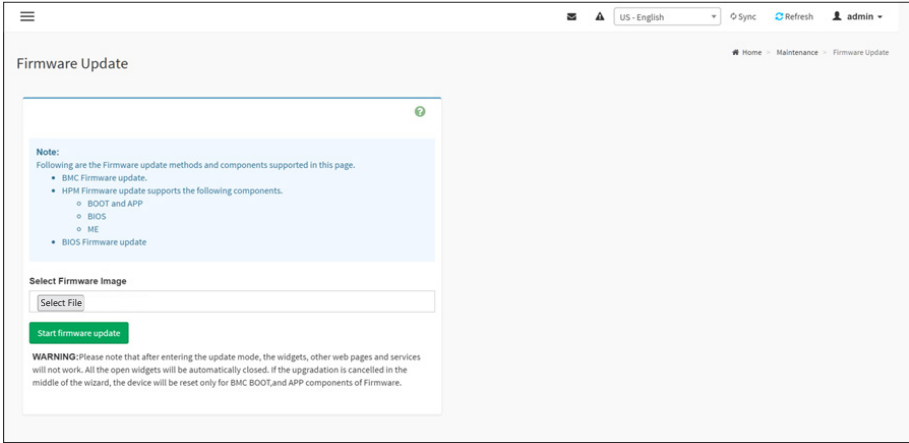 US - English Sync Refresh admin
Home > Maintenance > Firmware Update
Firmware Update
Note:
Following are the Firmware update methods and components supported in this page.
BMC Firmware update.
HPM Firmware update supports the following components.
BOOT and APP
BIOS
ME
BIOS Firmware update
Select Firmware Image
Select File
Start firmware update
WARNING:Please note that after entering the update mode, the widgets, other web pages and services
will not work. All the open widgets will be automatically closed. If the upgradation is cancelled in the
middle of the wizard, the device will be reset only for BMC BOOT,and APP components of Firmware.